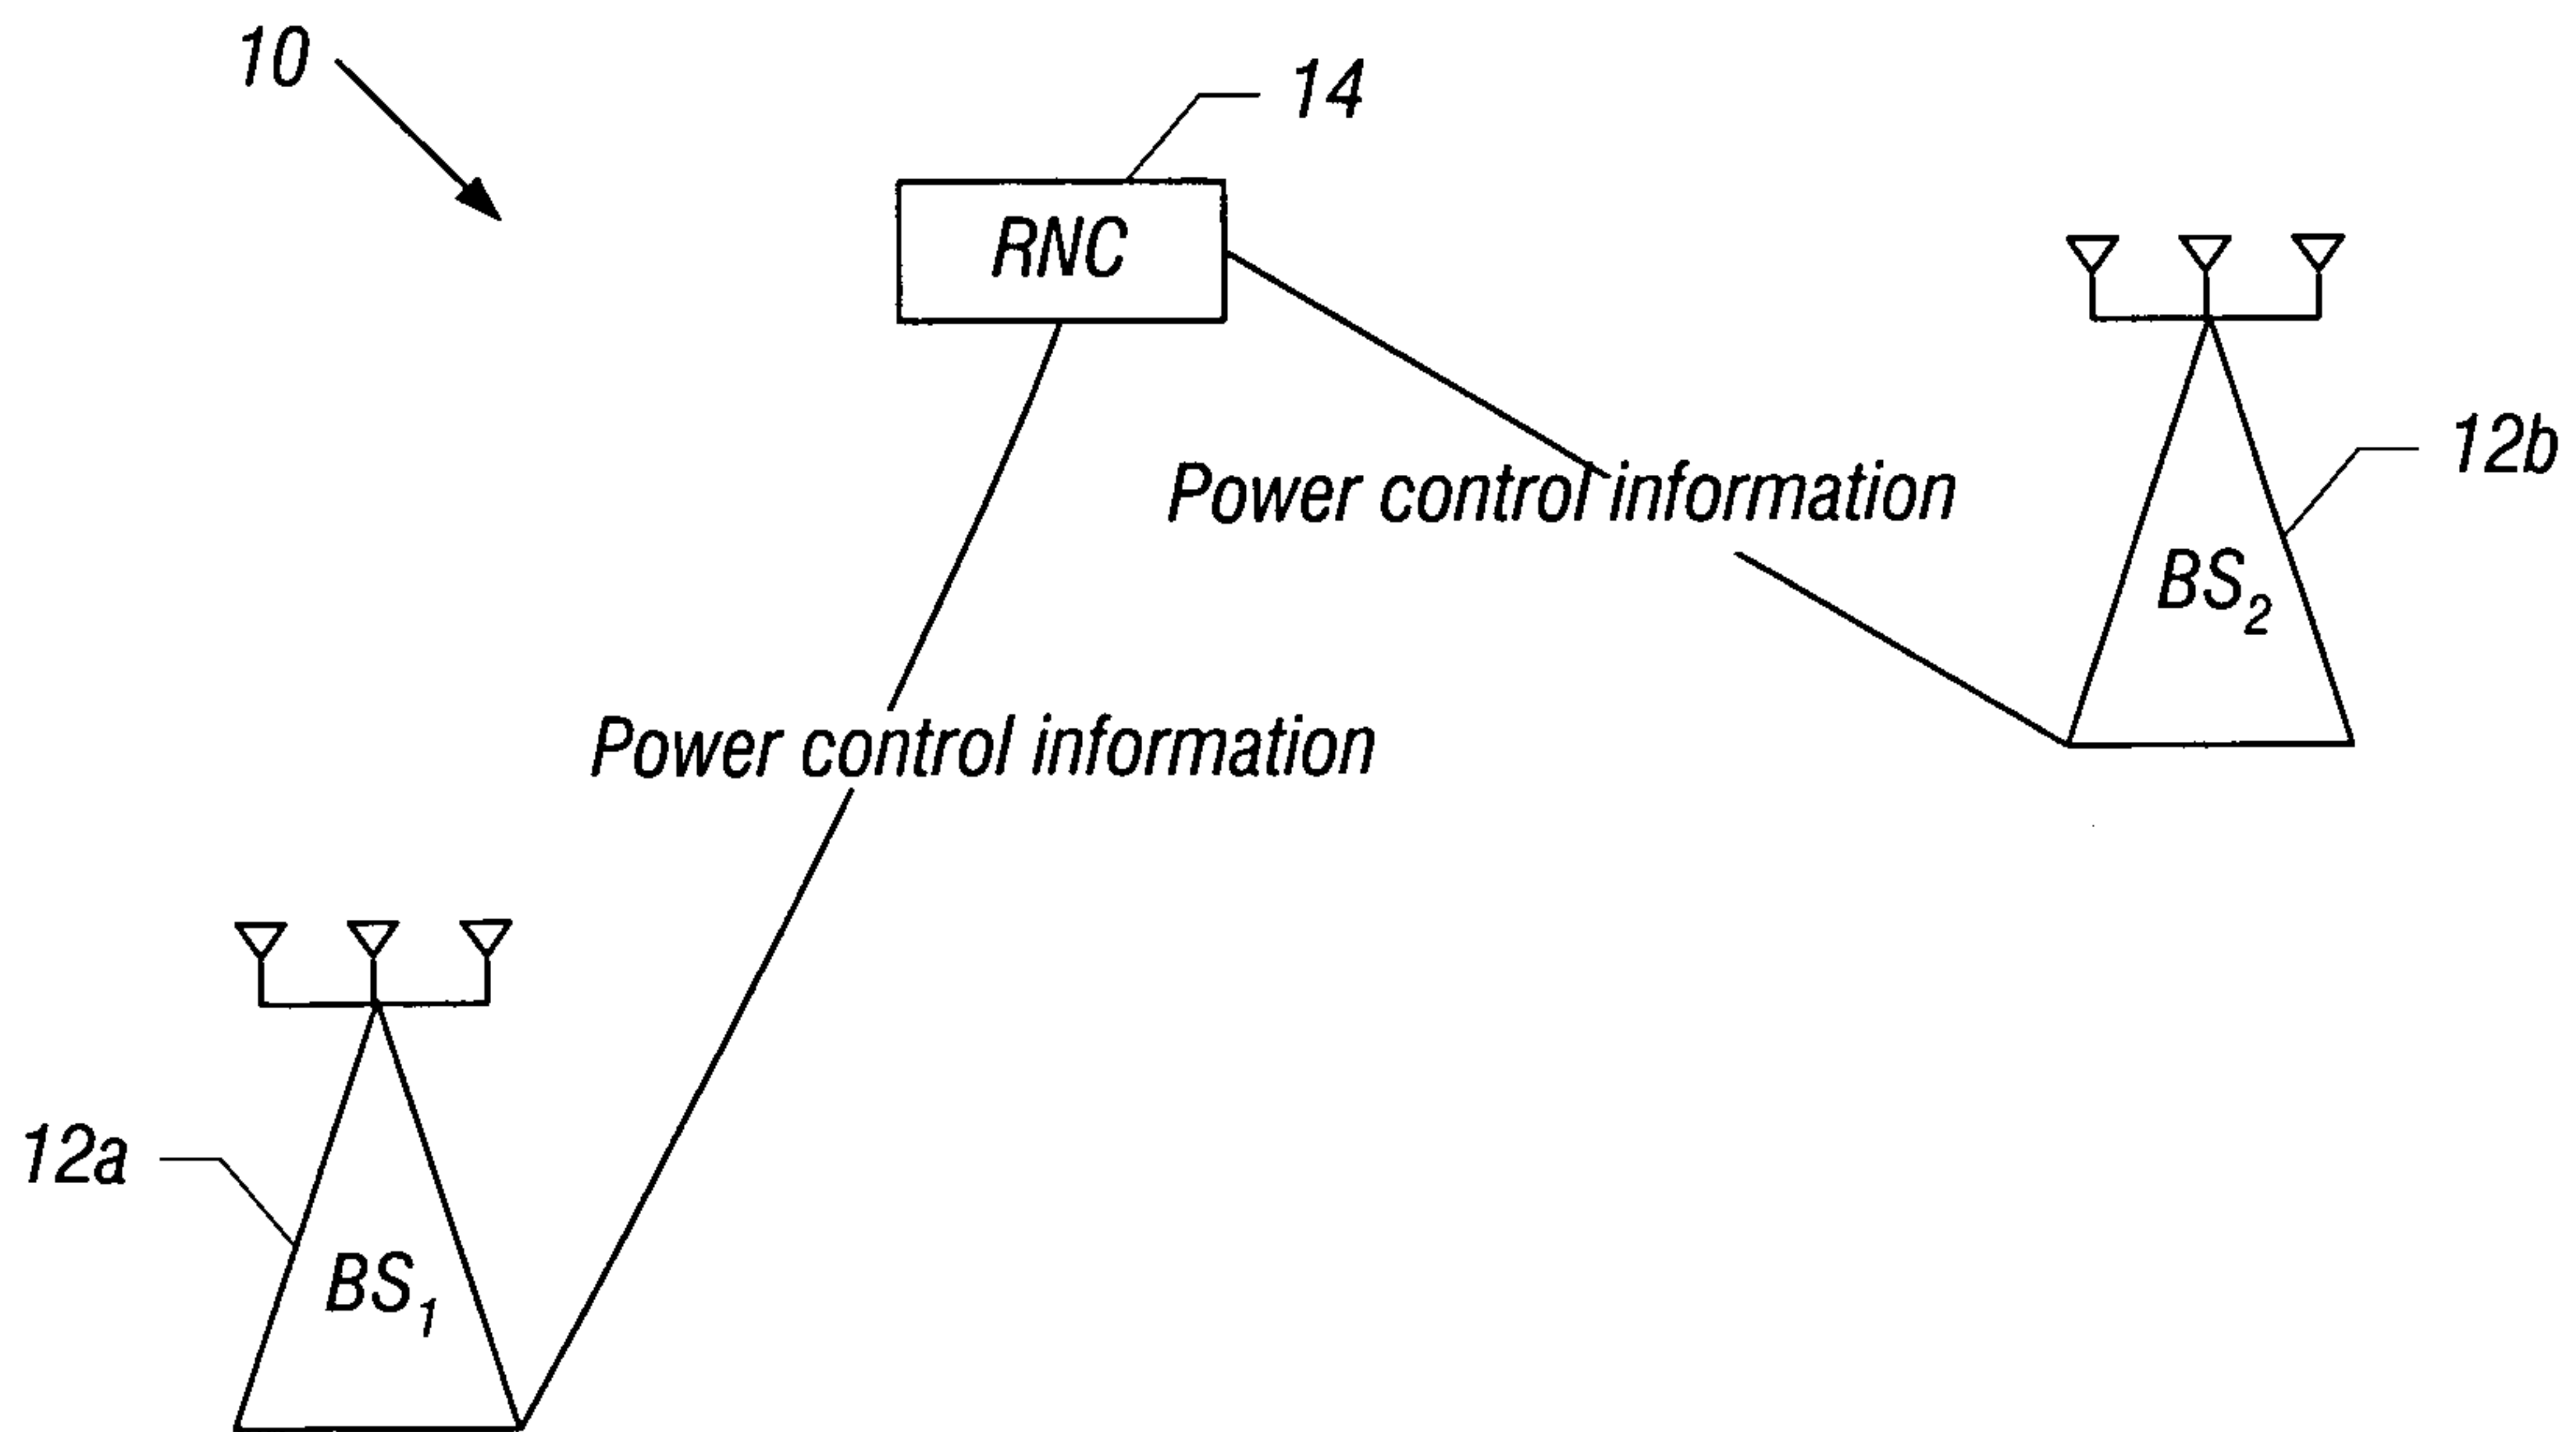 10
14
RNC
12b
Power control information
BS2
Power control information
12a
BS1